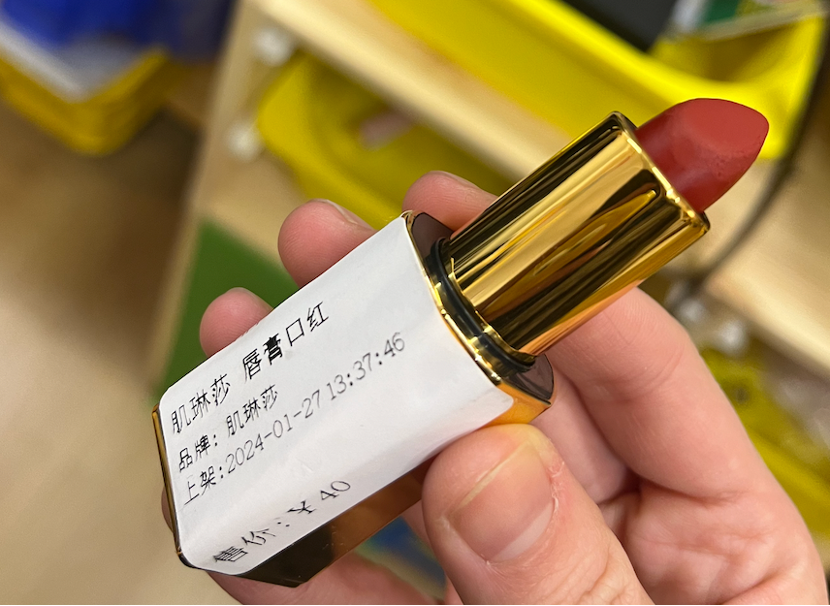 肌琳莎 唇膏口红
品牌: 肌琳莎
上架:2024-01-27 13:37:46
售价:¥40